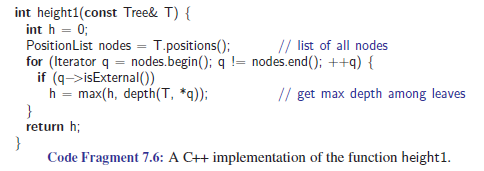 int height1(const Tree& T) {
int h = 0;
PositionList nodes = T.positions(); // list of all nodes
for (Iterator q = nodes.begin(); q != nodes.end(); ++q) {
if (q->isExternal())
h = max(h, depth(T, *q)); // get max depth among leaves
}
return h;
}
Code Fragment 7.6: A C++ implementation of the function height1.